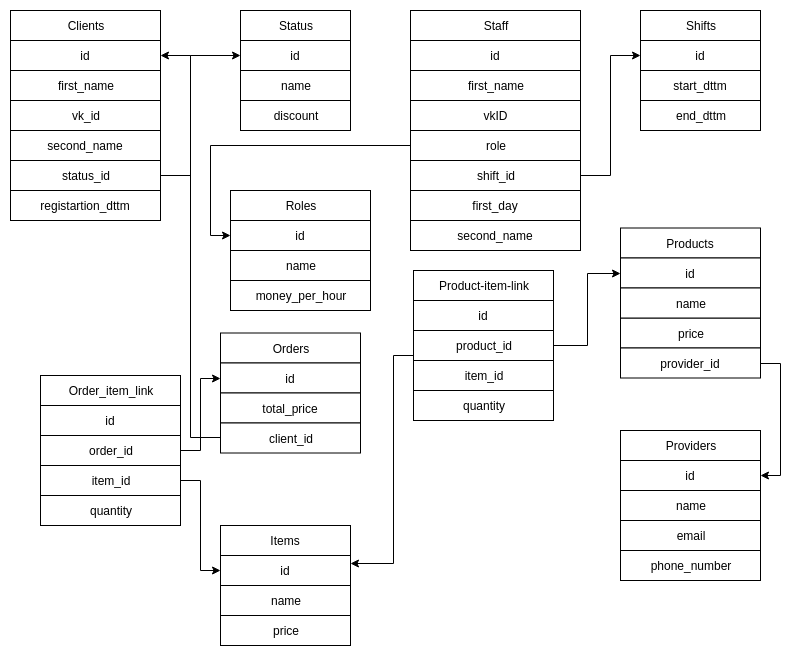 Clients
id
first_name
vk_id
second_name
status_id
registartion_dttm
Status
id
name
discount
Staff
id
first_name
vkID
role
shift_id
first_day
second_name
Shifts
id
start_dttm
end_dttm
Roles
id
name
money_per_hour
Products
id
name
price
provider_id
Product-item-link
id
product_id
item_id
quantity
Orders
id
total_price
client_id
Order_item_link
id
order_id
item_id
quantity
Providers
id
name
email
phone_number
Items
id
name
price